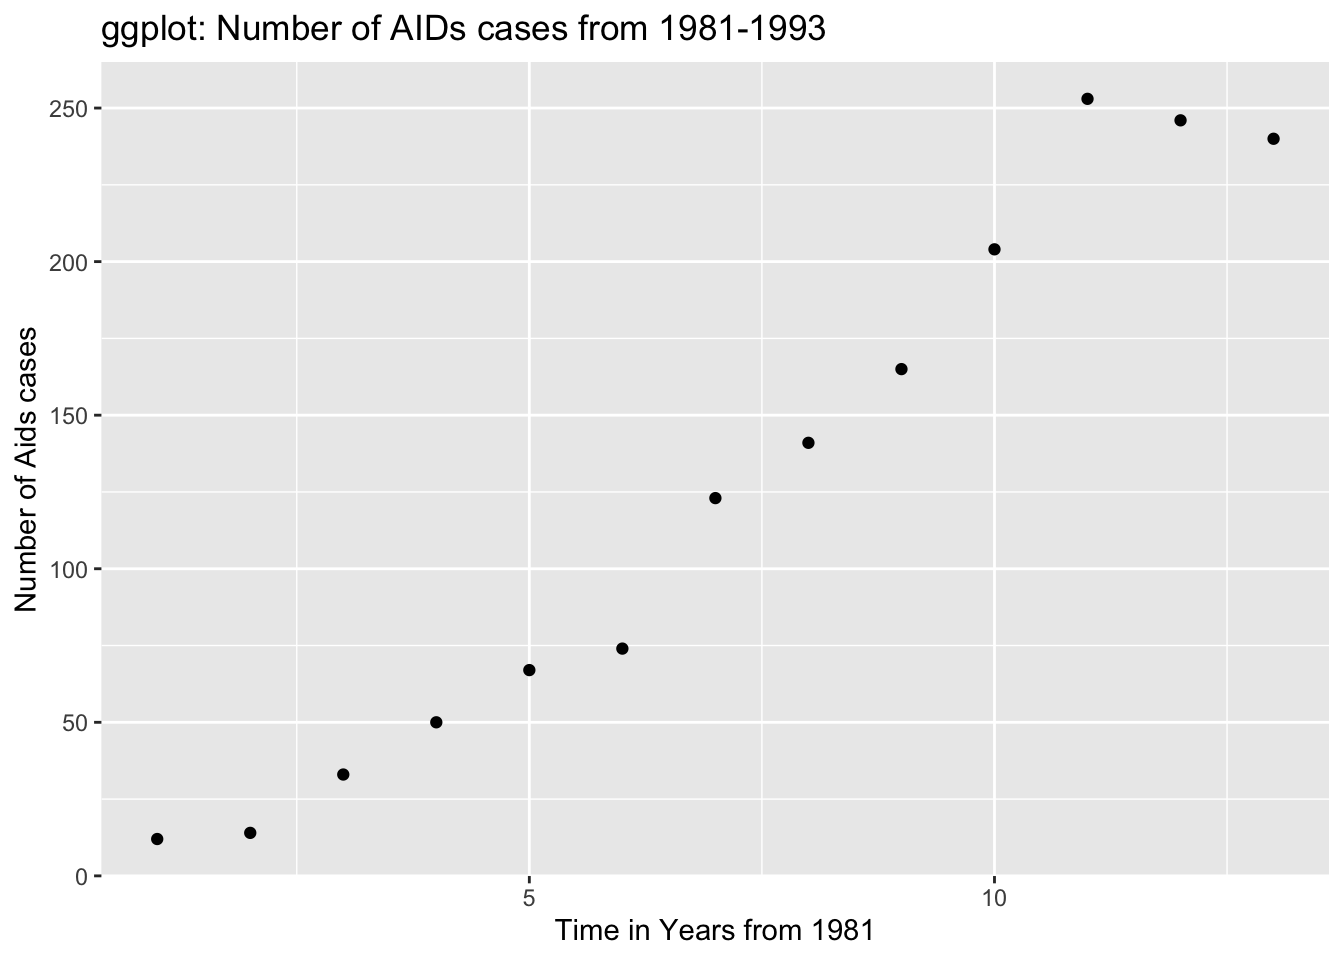 ggplot: Number of AIDs cases from 1981-1993
Number of Aids cases
250
200
150
100
50
0
5
10
Time in Years from 1981